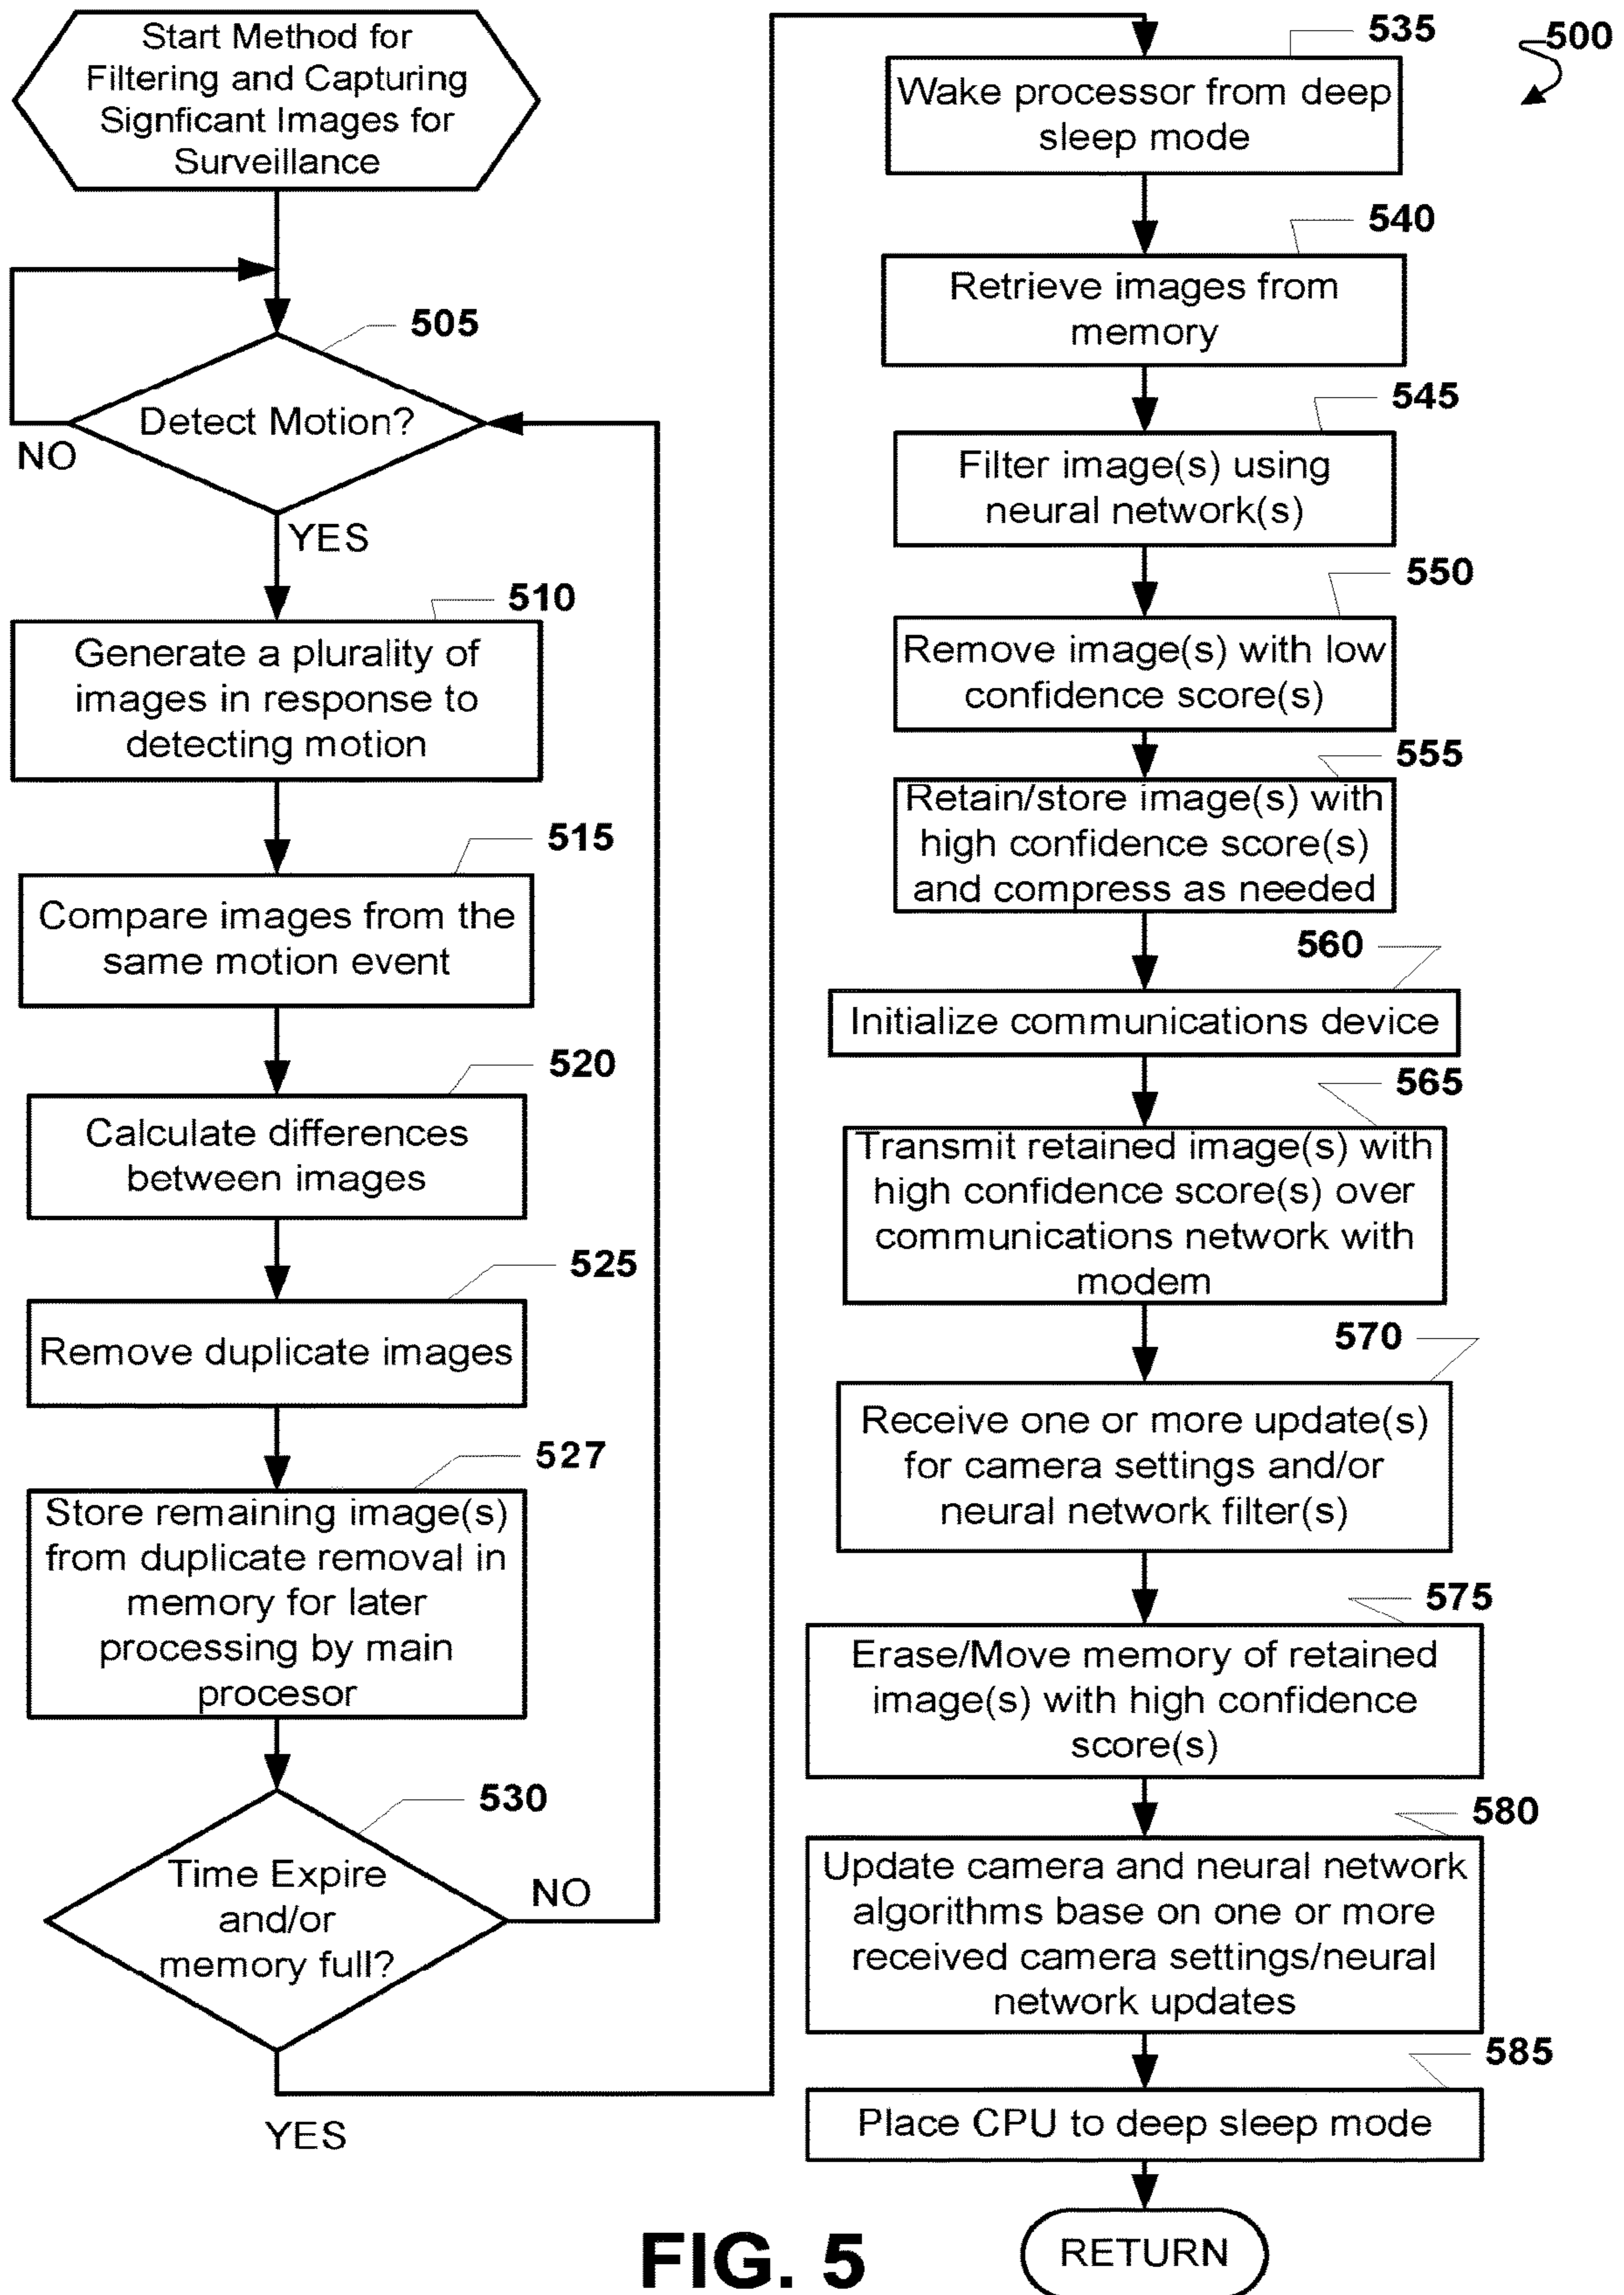 Start Method for
Filtering and Capturing
Signficant Images for
Surveillance
505
Detect Motion?
NO
YES
510
Generate a plurality of
images in response to
detecting motion
515
Compare images from the
same motion event
520
Calculate differences
between images
525
Remove duplicate images
527
Store remaining image(s)
from duplicate removal in
memory for later
processing by main
procesor
530
Time Expire
and/or
memory full?
NO
YES
500
535
Wake processor from deep
sleep mode
540
Retrieve images from
memory
545
Filter image(s) using
neural network(s)
550
Remove image(s) with low
confidence score(s)
555
Retain/store image(s) with
high confidence score(s)
and compress as needed
560
Initialize communications device
565
Transmit retained image(s) with
high confidence score(s) over
communications network with
modem
570
Receive one or more update(s)
for camera settings and/or
neural network filter(s)
575
Erase/Move memory of retained
image(s) with high confidence
score(s)
580
Update camera and neural network
algorithms base on one or more
received camera settings/neural
network updates
585
Place CPU to deep sleep mode
RETURN
FIG. 5